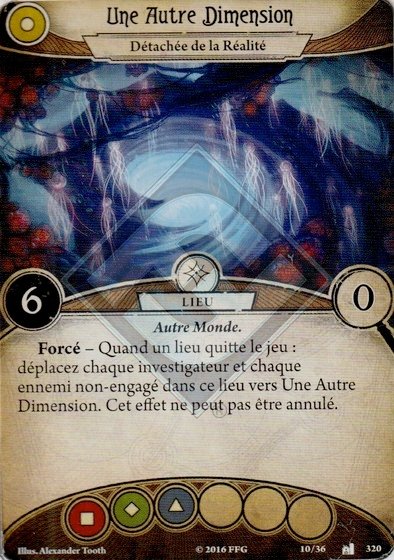 Une Autre Dimension
Détachée de la Réalité
6
0
LIEU
Autre Monde.
Forcé – Quand un lieu quitte le jeu :
déplacez chaque investigateur et chaque
ennemi non-engagé dans ce lieu vers Une Autre
Dimension. Cet effet ne peut pas être annulé.
Illus. Alexander Tooth © 2016 FFG 10/36 320